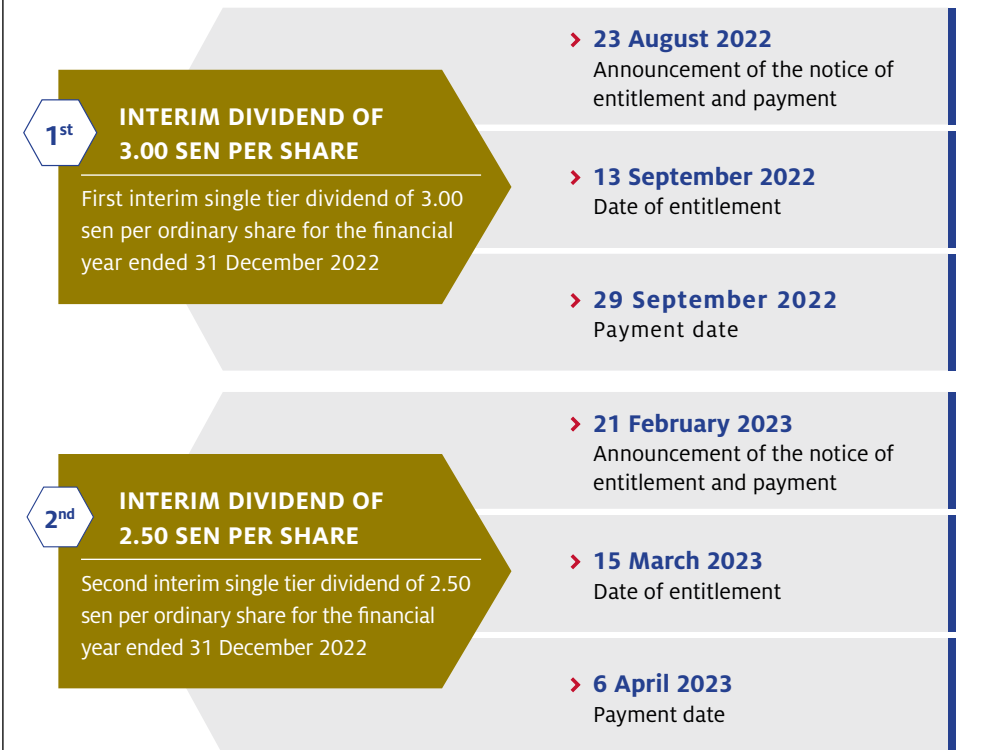 1st
INTERIM DIVIDEND OF
3.00 SEN PER SHARE
First interim single tier dividend of 3.00
sen per ordinary share for the financial
year ended 31 December 2022
23 August 2022
Announcement of the notice of
entitlement and payment
13 September 2022
Date of entitlement
29 September 2022
Payment date
2nd
INTERIM DIVIDEND OF
2.50 SEN PER SHARE
Second interim single tier dividend of 2.50
sen per ordinary share for the financial
year ended 31 December 2022
21 February 2023
Announcement of the notice of
entitlement and payment
15 March 2023
Date of entitlement
6 April 2023
Payment date